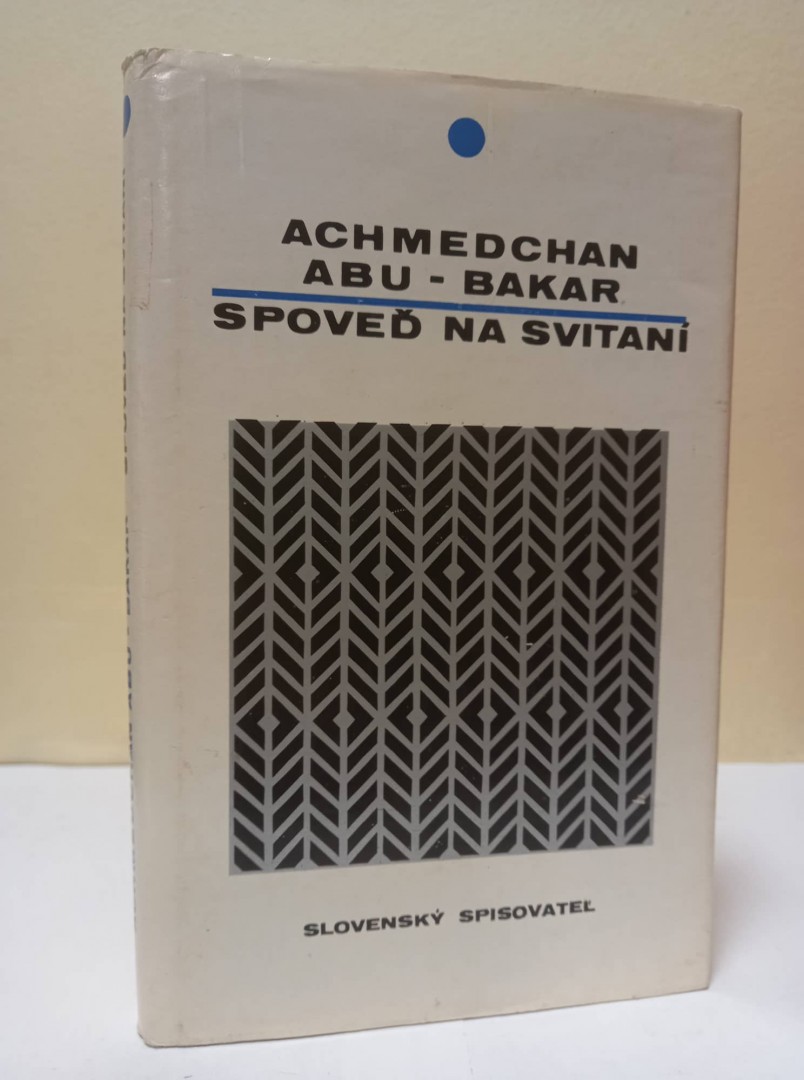 ACHMEDCHAN
ABU - BAKAR
SPOVEĎ NA SVITANÍ
SLOVENSKÝ SPISOVATEĽ